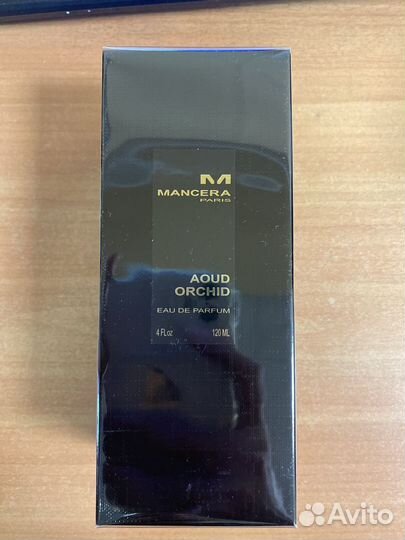 M
MANCERA
PARIS
AOUD
ORCHID
EAU DE PARFUM
4 FL.oz 120 ML
Avito